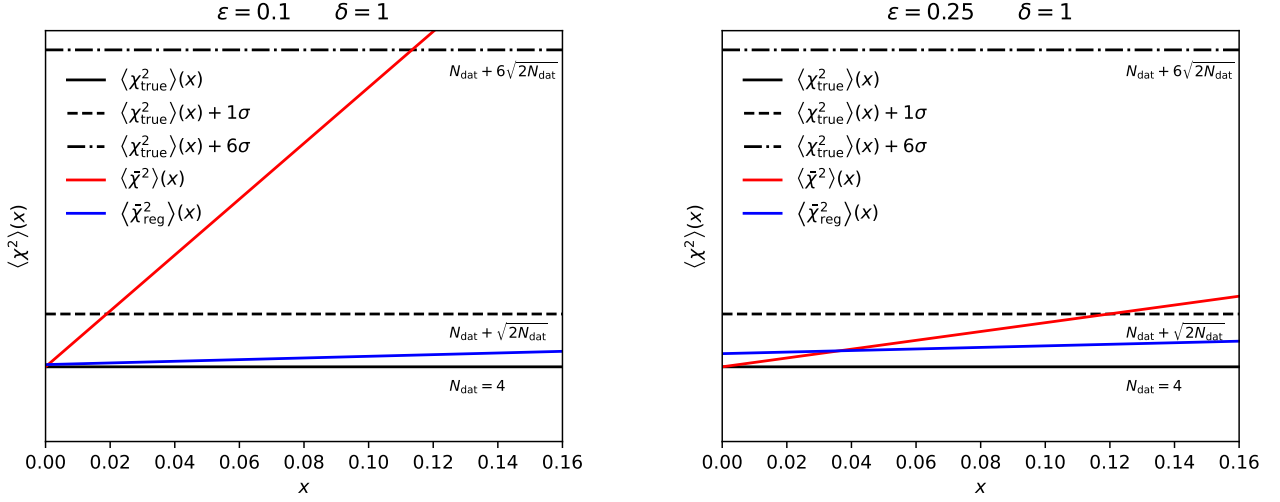 ε = 0.1 δ = 1
⟨χ²⟩(x)
⟨χ²_true⟩(x)
⟨χ²_true⟩(x) + 1σ
⟨χ²_true⟩(x) + 6σ
⟨χ̄²⟩(x)
⟨χ̄²_reg⟩(x)
N_dat + 6√(2N_dat)
N_dat + √(2N_dat)
N_dat = 4
0.00 0.02 0.04 0.06 0.08 0.10 0.12 0.14 0.16
x
ε = 0.25 δ = 1
⟨χ²⟩(x)
⟨χ²_true⟩(x)
⟨χ²_true⟩(x) + 1σ
⟨χ²_true⟩(x) + 6σ
⟨χ̄²⟩(x)
⟨χ̄²_reg⟩(x)
N_dat + 6√(2N_dat)
N_dat + √(2N_dat)
N_dat = 4
0.00 0.02 0.04 0.06 0.08 0.10 0.12 0.14 0.16
x